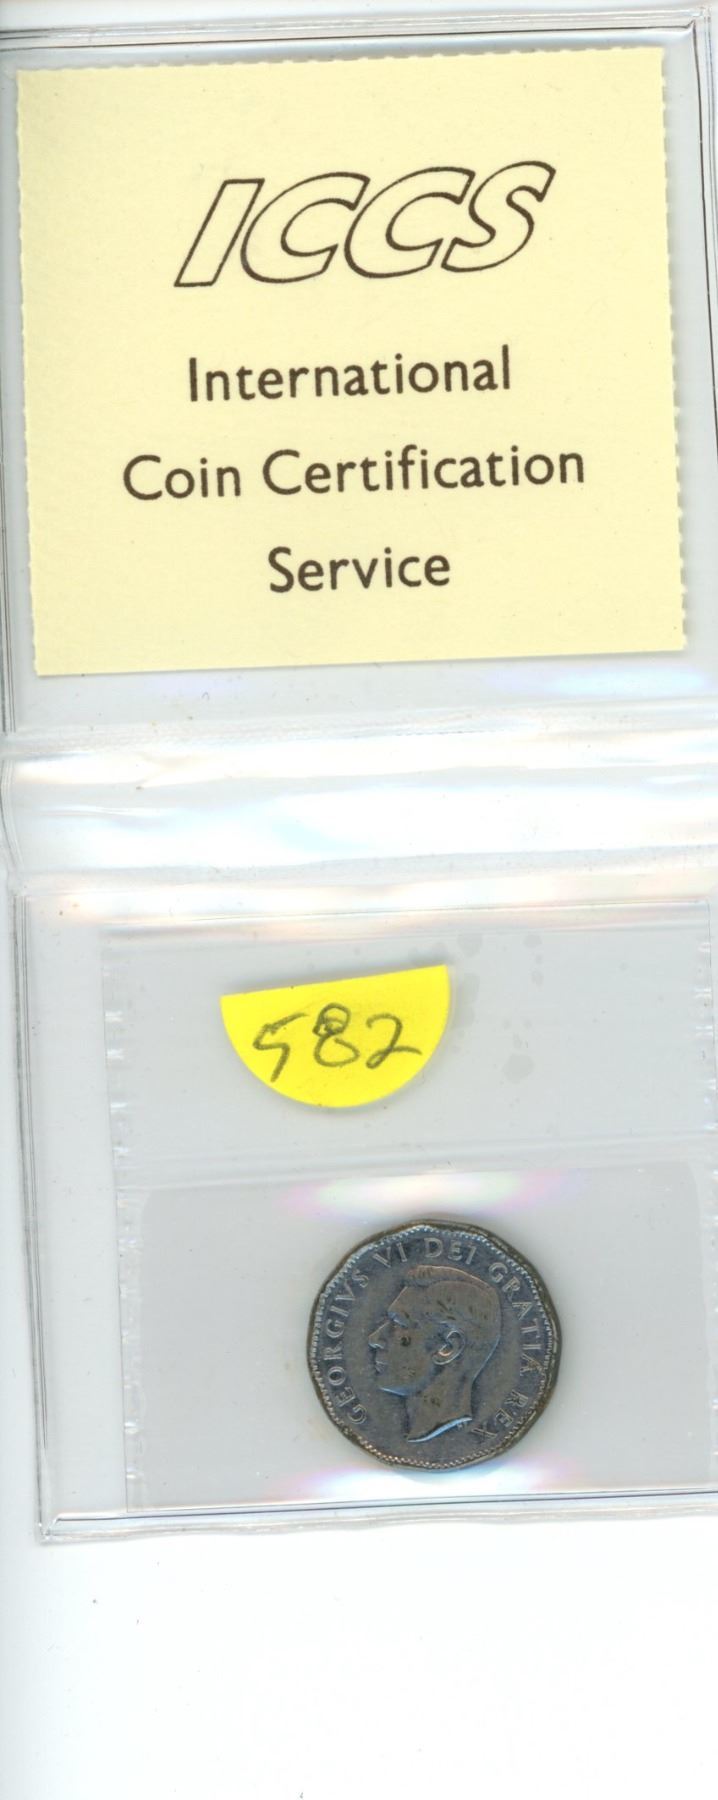 ICCS
International
Coin Certification
Service
582
GEORGIVS VI DEI GRATIA REX